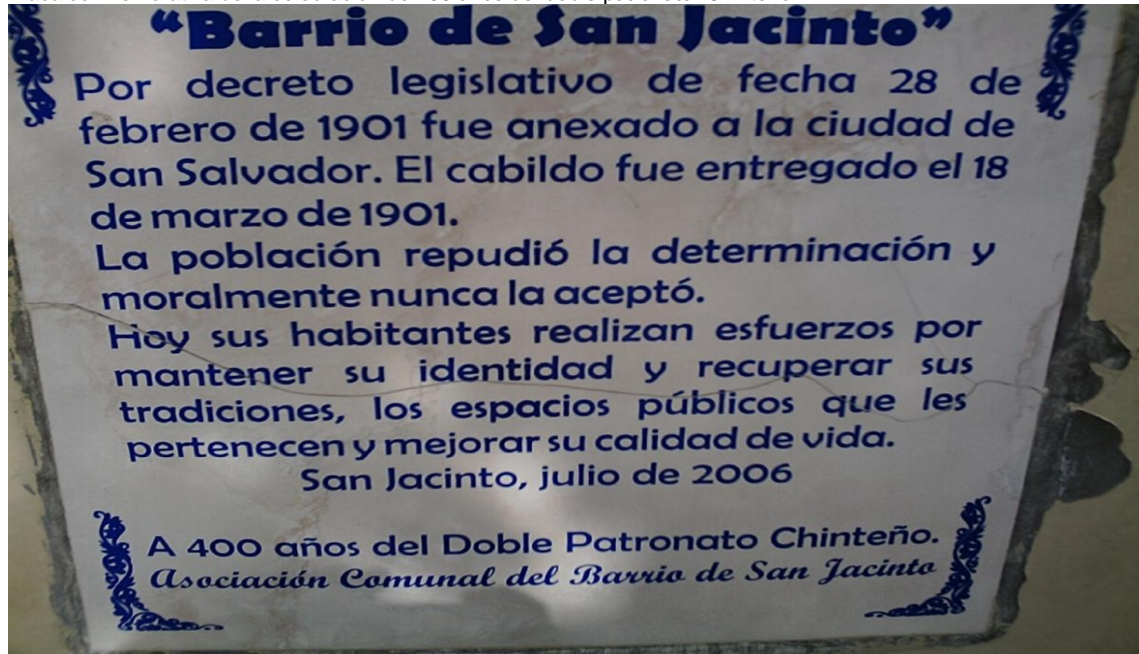 “Barrio de San Jacinto”
Por decreto legislativo de fecha 28 de
febrero de 1901 fue anexado a la ciudad de
San Salvador. El cabildo fue entregado el 18
de marzo de 1901.
La población repudió la determinación y
moralmente nunca la aceptó.
Hoy sus habitantes realizan esfuerzos por
mantener su identidad y recuperar sus
tradiciones, los espacios públicos que les
pertenecen y mejorar su calidad de vida.
San Jacinto, julio de 2006
A 400 años del Doble Patronato Chinteño.
Asociación Comunal del Barrio de San Jacinto